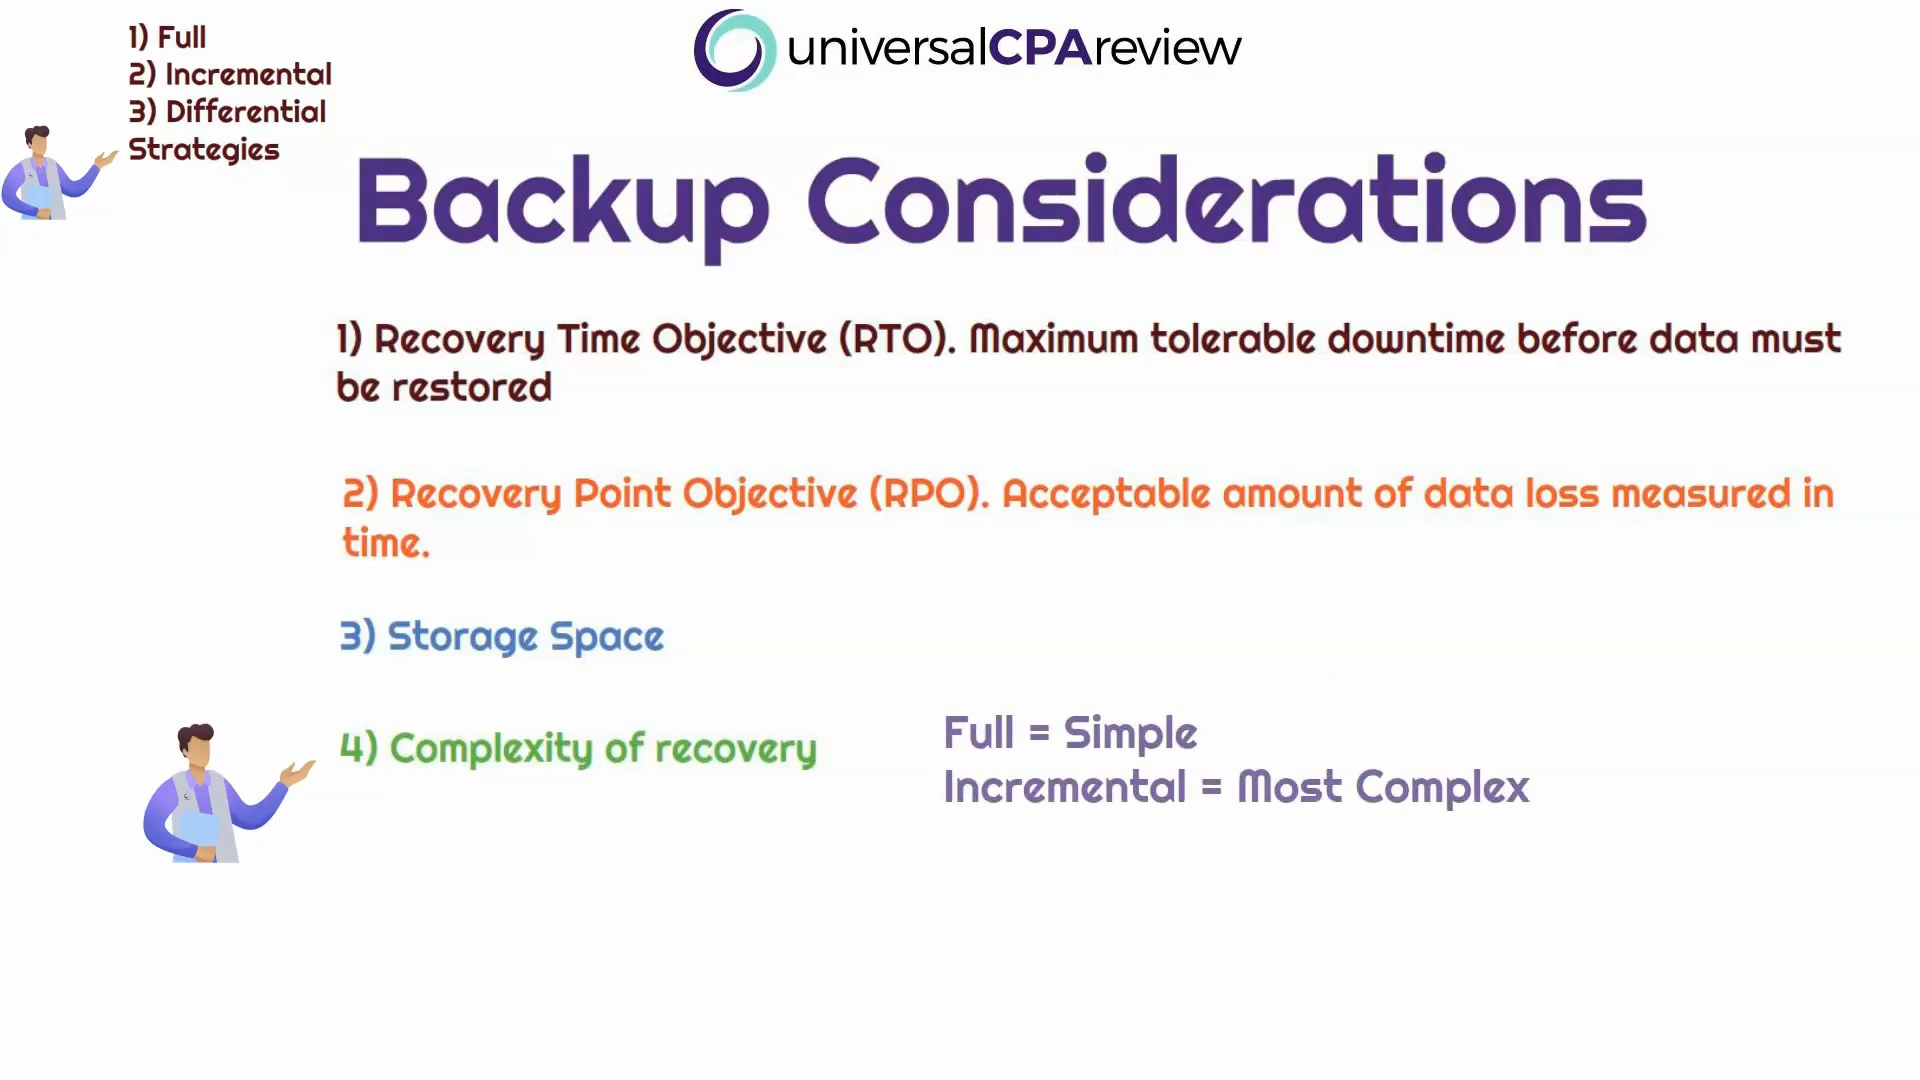 1) Full
2) Incremental
3) Differential
Strategies
universalCPAreview
Backup Considerations
1) Recovery Time Objective (RTO). Maximum tolerable downtime before data must
be restored
2) Recovery Point Objective (RPO). Acceptable amount of data loss measured in
time.
3) Storage Space
4) Complexity of recovery
Full = Simple
Incremental = Most Complex